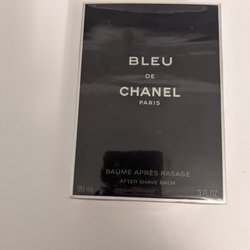 BLEU
DE
CHANEL
PARIS
BAUME APRÈS RASAGE
AFTER SHAVE BALM
90 ml
3 FL OZ